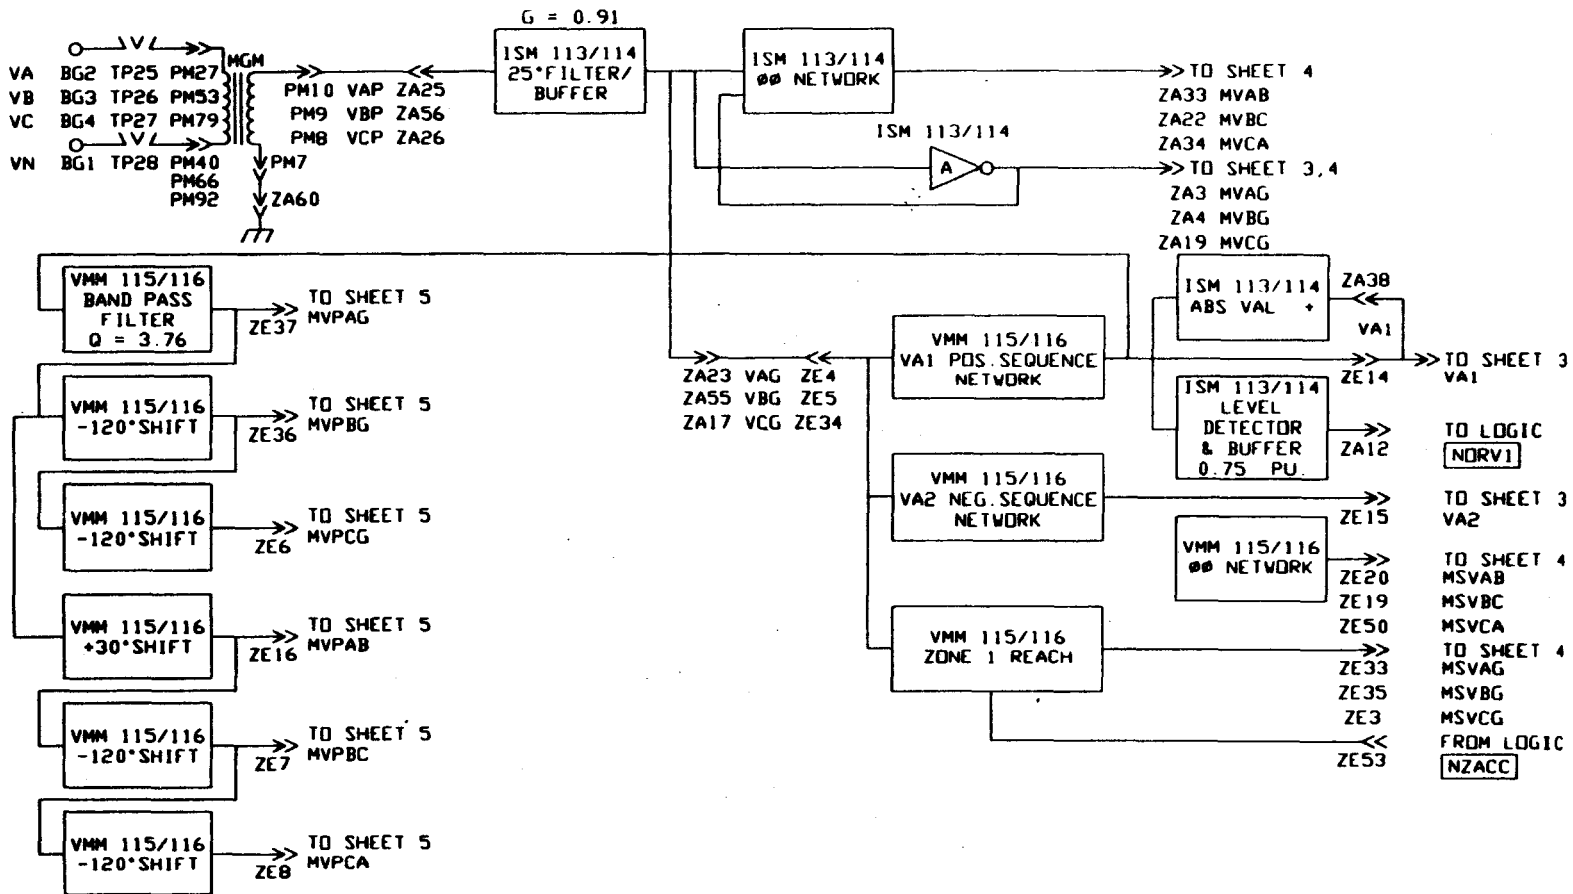 G = 0.91
VA BG2 TP25 PM27
VB BG3 TP26 PM53
VC BG4 TP27 PM79
VN BG1 TP28 PM40
PM66
PM92
MGM
PM10 VAP ZA25
PM9 VBP ZA56
PM8 VCP ZA26
PM7
ZA60
ISM 113/114
25°FILTER/
BUFFER
ISM 113/114
ØØ NETWORK
TO SHEET 4
ZA33 MVAB
ZA22 MVBC
ZA34 MVCA
ISM 113/114
A
TO SHEET 3,4
ZA3 MVAG
ZA4 MVBG
ZA19 MVCG
VMM 115/116
BAND PASS
FILTER
Q = 3.76
TO SHEET 5
ZE37 MVPAG
VMM 115/116
-120°SHIFT
TO SHEET 5
ZE36 MVPBG
VMM 115/116
-120°SHIFT
TO SHEET 5
ZE6 MVPCG
VMM 115/116
+30°SHIFT
TO SHEET 5
ZE16 MVPAB
VMM 115/116
-120°SHIFT
TO SHEET 5
ZE7 MVPBC
VMM 115/116
-120°SHIFT
TO SHEET 5
ZE8 MVPCA
ZA23 VAG ZE4
ZA55 VBG ZE5
ZA17 VCG ZE34
VMM 115/116
VA1 POS.SEQUENCE
NETWORK
ISM 113/114
ABS VAL +
ZA38
VA1
TO SHEET 3
ZE14 VA1
ISM 113/114
LEVEL
DETECTOR
& BUFFER
0.75 PU.
TO LOGIC
ZA12 NORV1
VMM 115/116
VA2 NEG.SEQUENCE
NETWORK
TO SHEET 3
ZE15 VA2
VMM 115/116
ØØ NETWORK
TO SHEET 4
ZE20 MSVAB
ZE19 MSVBC
ZE50 MSVCA
VMM 115/116
ZONE 1 REACH
TO SHEET 4
ZE33 MSVAG
ZE35 MSVBG
ZE3 MSVCG
FROM LOGIC
ZE53 NZACC